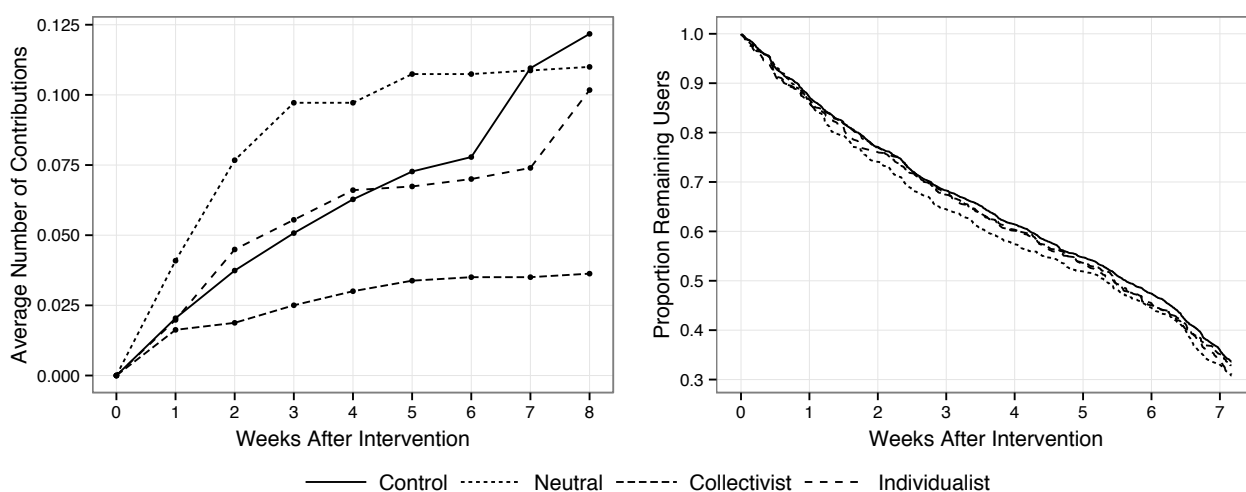 Average Number of Contributions
0.125
0.100
0.075
0.050
0.025
0.000
0 1 2 3 4 5 6 7 8
Weeks After Intervention
Proportion Remaining Users
1.0
0.9
0.8
0.7
0.6
0.5
0.4
0.3
0 1 2 3 4 5 6 7
Weeks After Intervention
Control Neutral Collectivist Individualist